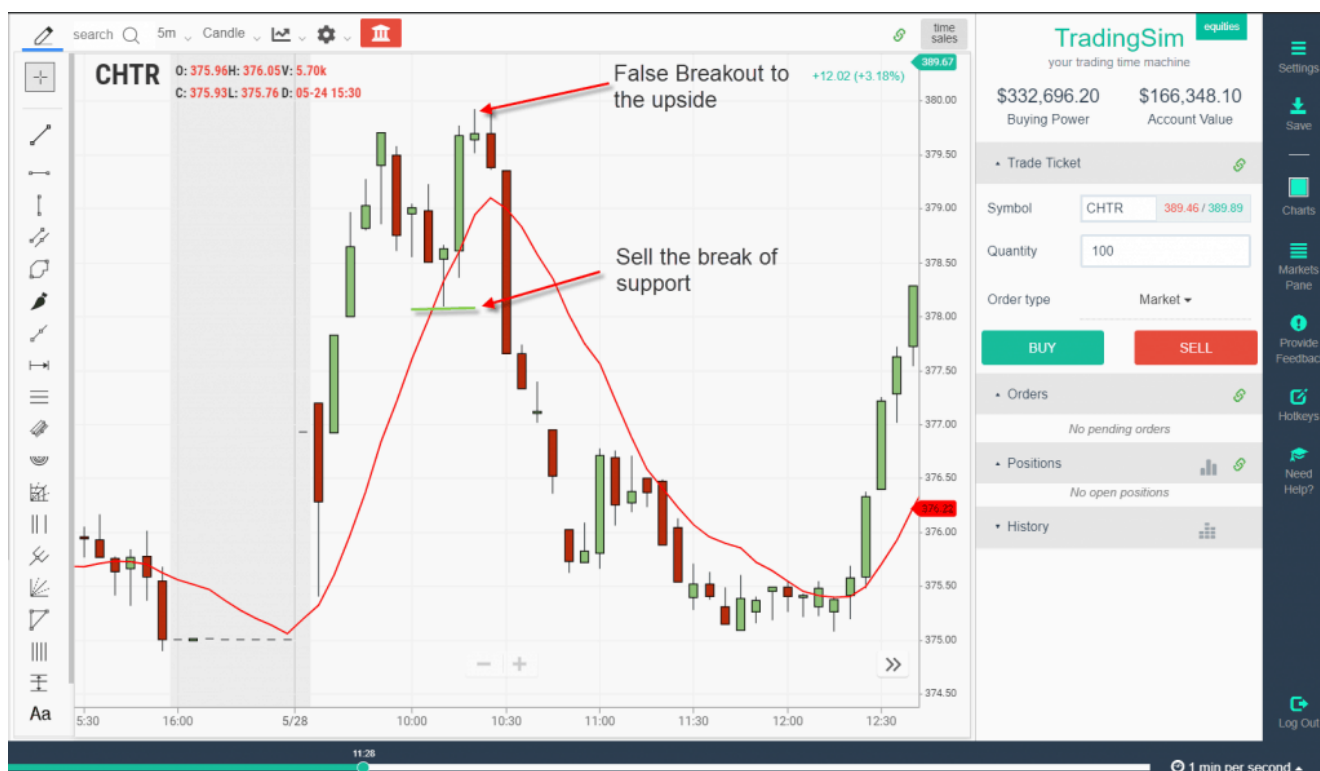 search
5m
Candle
time
sales
CHTR
O: 375.96H: 376.05V: 5.70k
C: 375.93L: 375.76 D: 05-24 15:30
False Breakout to
the upside
+12.02 (+3.18%)
389.67
380.00
379.50
379.00
Sell the break of
support
378.50
378.00
377.50
377.00
376.50
376.22
376.00
375.50
375.00
374.50
5:30
16:00
5/28
10:00
10:30
11:00
11:30
12:00
12:30
Aa
11:28
1 min per second
equities
TradingSim
your trading time machine
$332,696.20 $166,348.10
Buying Power Account Value
Trade Ticket
Symbol CHTR 389.46 / 389.89
Quantity 100
Order type Market
BUY SELL
Orders
No pending orders
Positions
No open positions
History
Settings
Save
Charts
Markets
Pane
Provide
Feedbac
Hotkeys
Need
Help?
Log Out